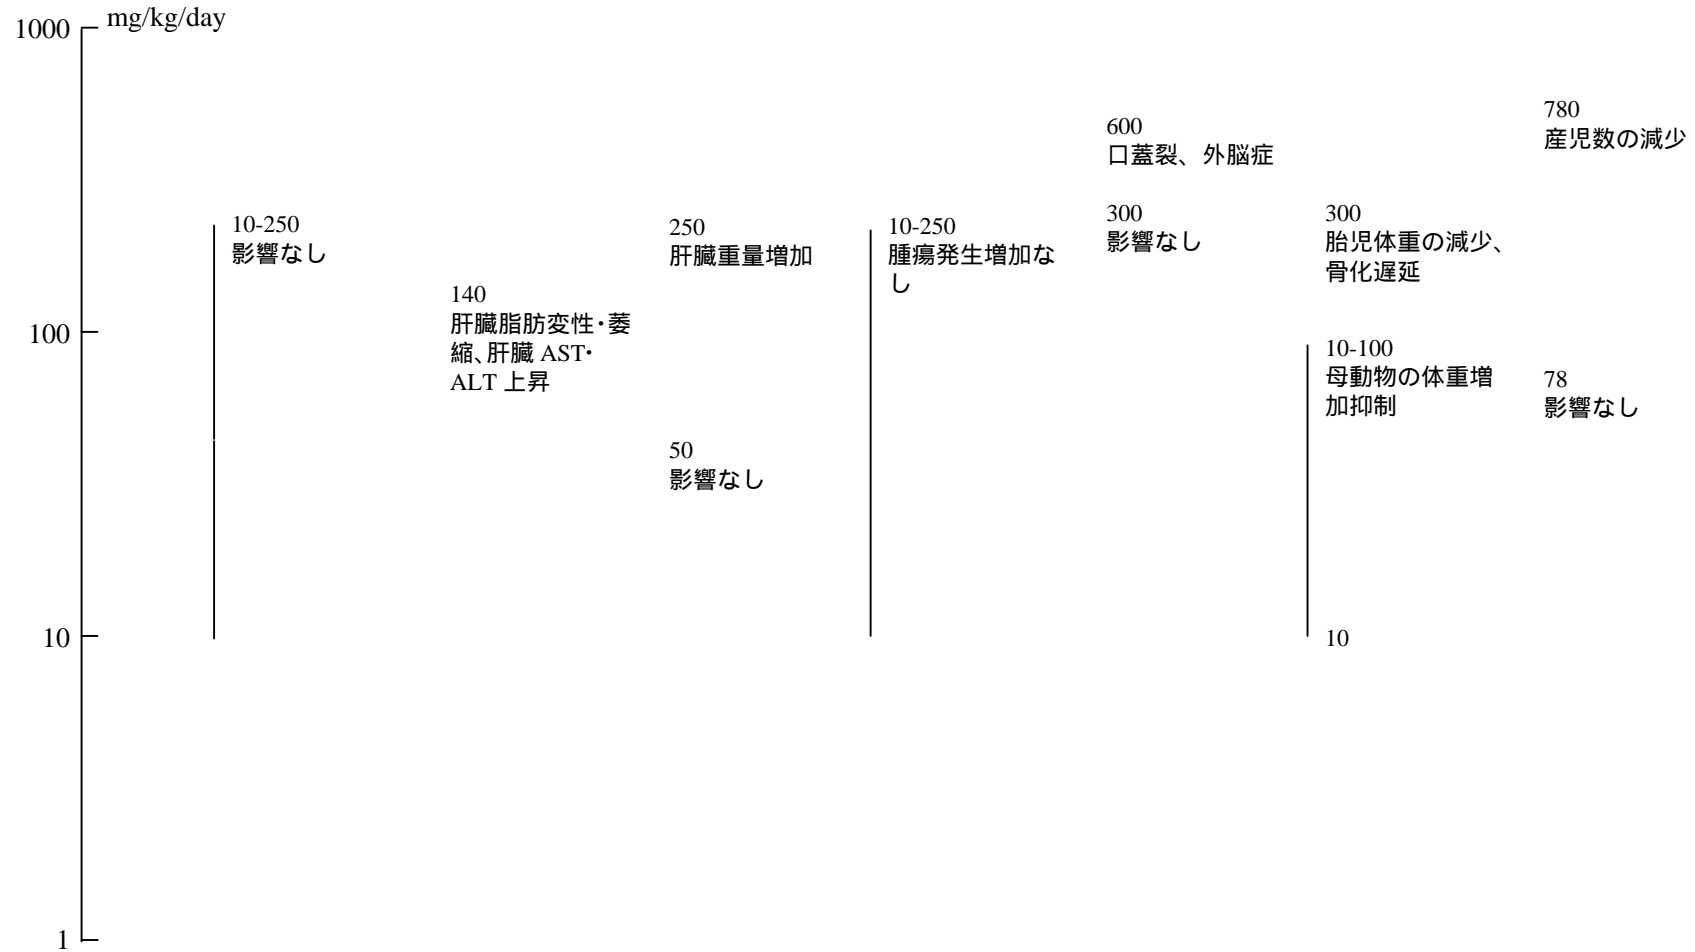 1000
mg/kg/day
100
10
1
10-250
影響なし
140
肝臓脂肪変性･萎
縮､肝臓 AST･
ALT 上昇
250
肝臓重量増加
50
影響なし
10-250
腫瘍発生増加な
し
600
口蓋裂、外脳症
300
影響なし
300
胎児体重の減少、
骨化遅延
10-100
母動物の体重増
加抑制
10
780
産児数の減少
78
影響なし